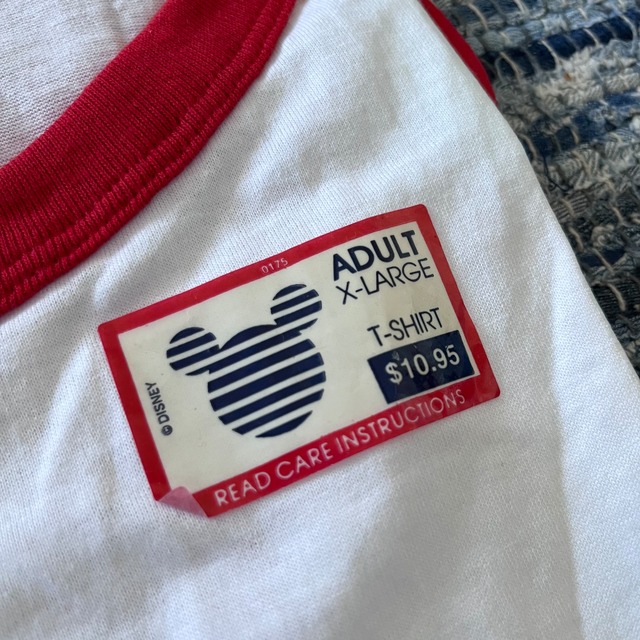 0175
ADULT
X-LARGE
T-SHIRT
$10.95
© DISNEY
READ CARE INSTRUCTIONS